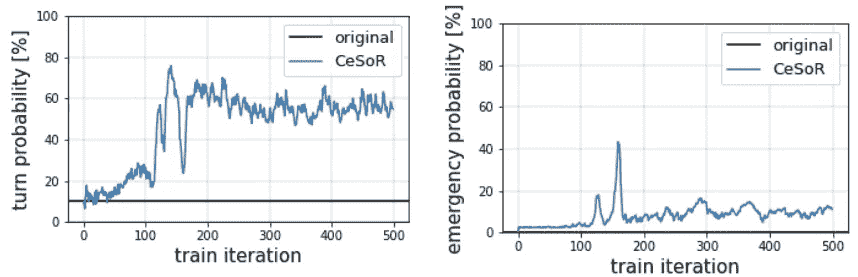 turn probability [%]
100
80
60
40
20
0
original
CeSoR
0 100 200 300 400 500
train iteration
emergency probability [%]
100
80
60
40
20
0
original
CeSoR
0 100 200 300 400 500
train iteration